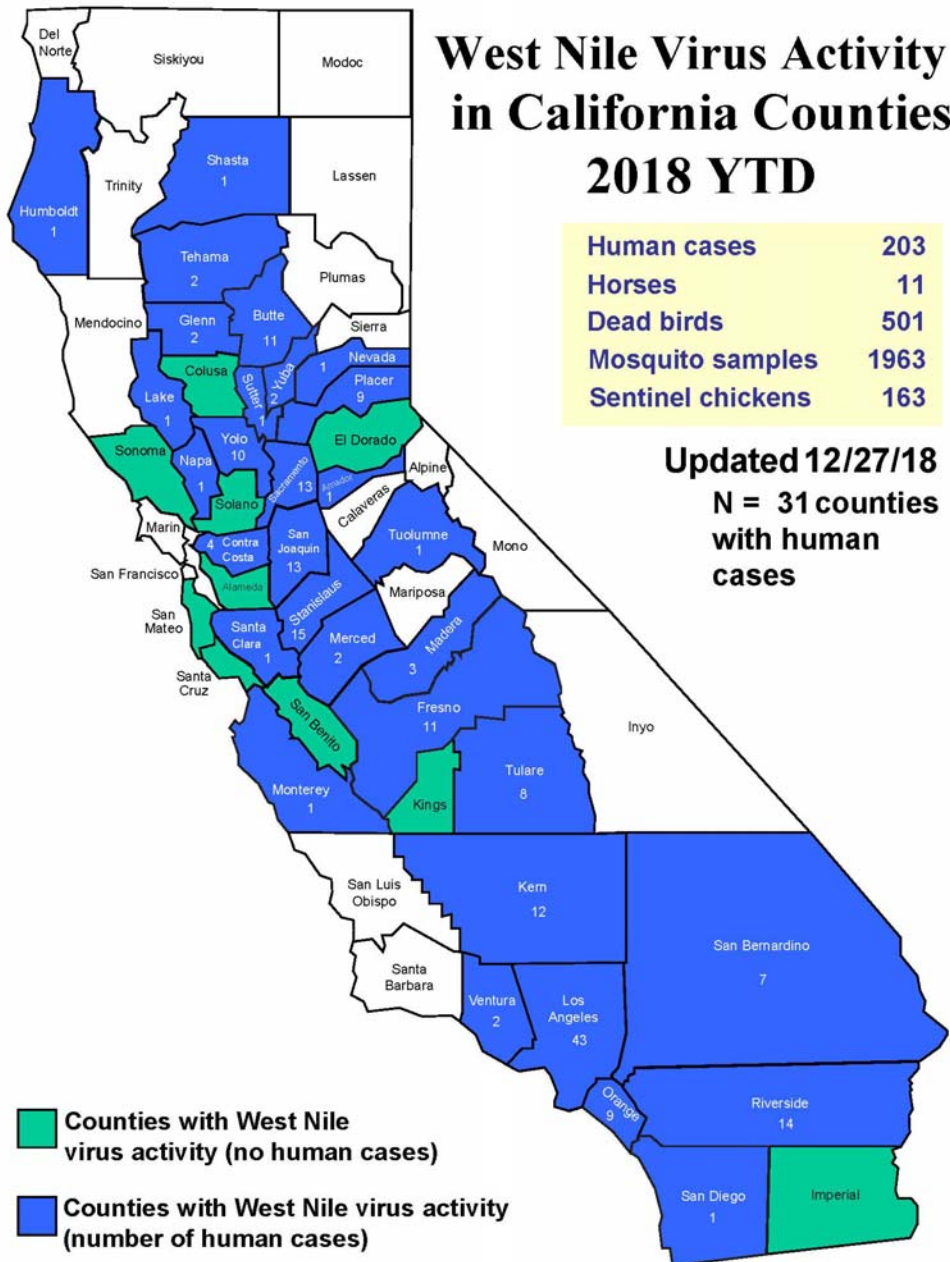 West Nile Virus Activity
in California Counties
2018 YTD
Human cases 203
Horses 11
Dead birds 501
Mosquito samples 1963
Sentinel chickens 163
Updated 12/27/18
N = 31 counties
with human
cases
Del
Norte
Siskiyou
Modoc
Humboldt
1
Trinity
Shasta
1
Lassen
Tehama
2
Plumas
Mendocino
Glenn
2
Butte
11
Sierra
Colusa
Sutter
1
Yuba
2
Nevada
1
Placer
9
Lake
1
Sonoma
Napa
1
Yolo
10
Sacramento
13
El Dorado
Amador
1
Alpine
Solano
Calaveras
Marin
4 Contra
Costa
San
Joaquin
13
Tuolumne
1
Mono
San Francisco
Alameda
Stanislaus
15
Mariposa
San
Mateo
Santa
Clara
1
Merced
2
Madera
3
Santa
Cruz
San Benito
Fresno
11
Inyo
Monterey
1
Kings
Tulare
8
San Luis
Obispo
Kern
12
San Bernardino
7
Santa
Barbara
Ventura
2
Los
Angeles
43
Orange
9
Riverside
14
San Diego
1
Imperial
Counties with West Nile
virus activity (no human cases)
Counties with West Nile virus activity
(number of human cases)